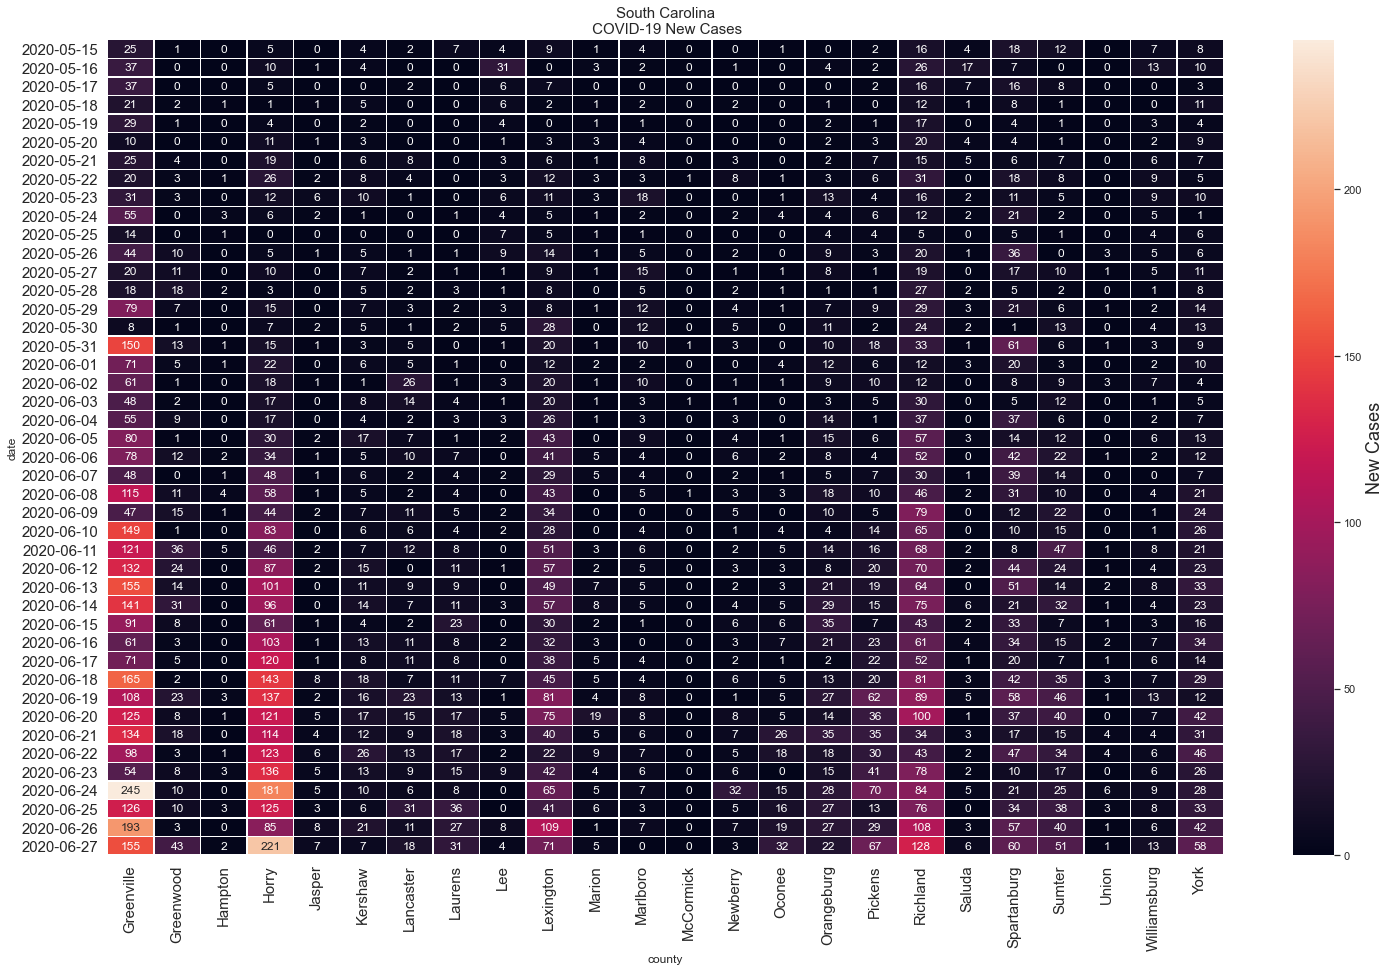 South Carolina
COVID-19 New Cases
2020-05-15 25 1 0 5 0 4 2 7 4 9 1 4 0 0 1 0 2 16 4 18 12 0 7 8
2020-05-16 37 0 0 10 1 4 0 0 31 0 3 2 0 1 0 4 2 26 17 7 0 0 13 10
2020-05-17 37 0 0 5 0 0 2 0 6 7 0 0 0 0 0 0 2 16 7 16 8 0 0 3
2020-05-18 21 2 1 1 1 5 0 0 6 2 1 2 0 2 0 1 0 12 1 8 1 0 0 11
2020-05-19 29 1 0 4 0 2 0 0 4 0 1 1 0 0 0 2 1 17 0 4 1 0 3 4
2020-05-20 10 0 0 11 1 3 0 0 1 3 3 4 0 0 0 2 3 20 4 4 1 0 2 9
2020-05-21 25 4 0 19 0 6 8 0 3 6 1 8 0 3 0 2 7 15 5 6 7 0 6 7
2020-05-22 20 3 1 26 2 8 4 0 3 12 3 3 1 8 1 3 6 31 0 18 8 0 9 5
2020-05-23 31 3 0 12 6 10 1 0 6 11 3 18 0 0 1 13 4 16 2 11 5 0 9 10
2020-05-24 55 0 3 6 2 1 0 1 4 5 1 2 0 2 4 4 6 12 2 21 2 0 5 1
2020-05-25 14 0 1 0 0 0 0 0 7 5 1 1 0 0 0 4 4 5 0 5 1 0 4 6
2020-05-26 44 10 0 5 1 5 1 1 9 14 1 5 0 2 0 9 3 20 1 36 0 3 5 6
2020-05-27 20 11 0 10 0 7 2 1 1 9 1 15 0 1 1 8 1 19 0 17 10 1 5 11
2020-05-28 18 18 2 3 0 5 2 3 1 8 0 5 0 2 1 1 1 27 2 5 2 0 1 8
2020-05-29 79 7 0 15 0 7 3 2 3 8 1 12 0 4 1 7 9 29 3 21 6 1 2 14
2020-05-30 8 1 0 7 2 5 1 2 5 28 0 12 0 5 0 11 2 24 2 1 13 0 4 13
2020-05-31 150 13 1 15 1 3 5 0 1 20 1 10 1 3 0 10 18 33 1 61 6 1 3 9
2020-06-01 71 5 1 22 0 6 5 1 0 12 2 2 0 0 4 12 6 12 3 20 3 0 2 10
2020-06-02 61 1 0 18 1 1 26 1 3 20 1 10 0 1 1 9 10 12 0 8 9 3 7 4
2020-06-03 48 2 0 17 0 8 14 4 1 20 1 3 1 1 0 3 5 30 0 5 12 0 1 5
2020-06-04 55 9 0 17 0 4 2 3 3 26 1 3 0 3 0 14 1 37 0 37 6 0 2 7
2020-06-05 80 1 0 30 2 17 7 1 2 43 0 9 0 4 1 15 6 57 3 14 12 0 6 13
2020-06-06 78 12 2 34 1 5 10 7 0 41 5 4 0 6 2 8 4 52 0 42 22 1 2 12
2020-06-07 48 0 1 48 1 6 2 4 2 29 5 4 0 2 1 5 7 30 1 39 14 0 0 7
2020-06-08 115 11 4 58 1 5 2 4 0 43 0 5 1 3 3 18 10 46 2 31 10 0 4 21
2020-06-09 47 15 1 44 2 7 11 5 2 34 0 0 0 5 0 10 5 79 0 12 22 0 1 24
2020-06-10 149 1 0 83 0 6 6 4 2 28 0 4 0 1 4 4 14 65 0 10 15 0 1 26
2020-06-11 121 36 5 46 2 7 12 8 0 51 3 6 0 2 5 14 16 68 2 8 47 1 8 21
2020-06-12 132 24 0 87 2 15 0 11 1 57 2 5 0 3 3 8 20 70 2 44 24 1 4 23
2020-06-13 155 14 0 101 0 11 9 9 0 49 7 5 0 2 3 21 19 64 0 51 14 2 8 33
2020-06-14 141 31 0 96 0 14 7 11 3 57 8 5 0 4 5 29 15 75 6 21 32 1 4 23
2020-06-15 91 8 0 61 1 4 2 23 0 30 2 1 0 6 6 35 7 43 2 33 7 1 3 16
2020-06-16 61 3 0 103 1 13 11 8 2 32 3 0 0 3 7 21 23 61 4 34 15 2 7 34
2020-06-17 71 5 0 120 1 8 11 8 0 38 5 4 0 2 1 2 22 52 1 20 7 1 6 14
2020-06-18 165 2 0 143 8 18 7 11 7 45 5 4 0 6 5 13 20 81 3 42 35 3 7 29
2020-06-19 108 23 3 137 2 16 23 13 1 81 4 8 0 1 5 27 62 89 5 58 46 1 13 12
2020-06-20 125 8 1 121 5 17 15 17 5 75 19 8 0 8 5 14 36 100 1 37 40 0 7 42
2020-06-21 134 18 0 114 4 12 9 18 3 40 5 6 0 7 26 35 35 34 3 17 15 4 4 31
2020-06-22 98 3 1 123 6 26 13 17 2 22 9 7 0 5 18 18 30 43 2 47 34 4 6 46
2020-06-23 54 8 3 136 5 13 9 15 9 42 4 6 0 6 0 15 41 78 2 10 17 0 6 26
2020-06-24 245 10 0 181 5 10 6 8 0 65 5 7 0 32 15 28 70 84 5 21 25 6 9 28
2020-06-25 126 10 3 125 3 6 31 36 0 41 6 3 0 5 16 27 13 76 0 34 38 3 8 33
2020-06-26 193 3 0 85 8 21 11 27 8 109 1 7 0 7 19 27 29 108 3 57 40 1 6 42
2020-06-27 155 43 2 221 7 7 18 31 4 71 5 0 0 3 32 22 67 128 6 60 51 1 13 58
Greenville Greenwood Hampton Horry Jasper Kershaw Lancaster Laurens Lee Lexington Marion Marlboro McCormick Newberry Oconee Orangeburg Pickens Richland Saluda Spartanburg Sumter Union Williamsburg York
county
date
200
150
100
50
0
New Cases